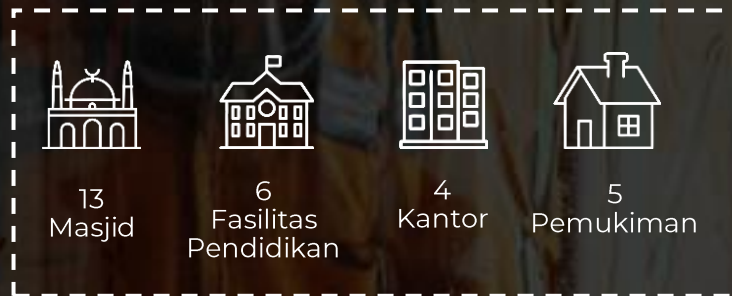 13
Masjid
6
Fasilitas
Pendidikan
4
Kantor
5
Pemukiman